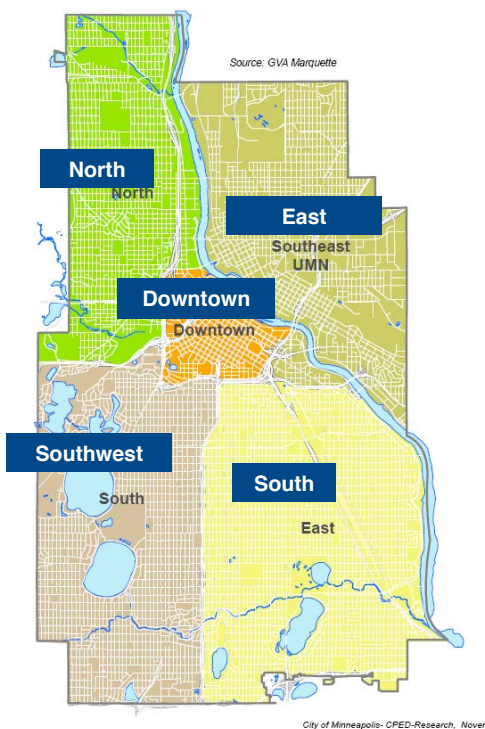 Source: GVA Marquette
North
North
East
Southeast
UMN
Downtown
Downtown
Southwest
South
South
East
City of Minneapolis- CPED-Research, Nover